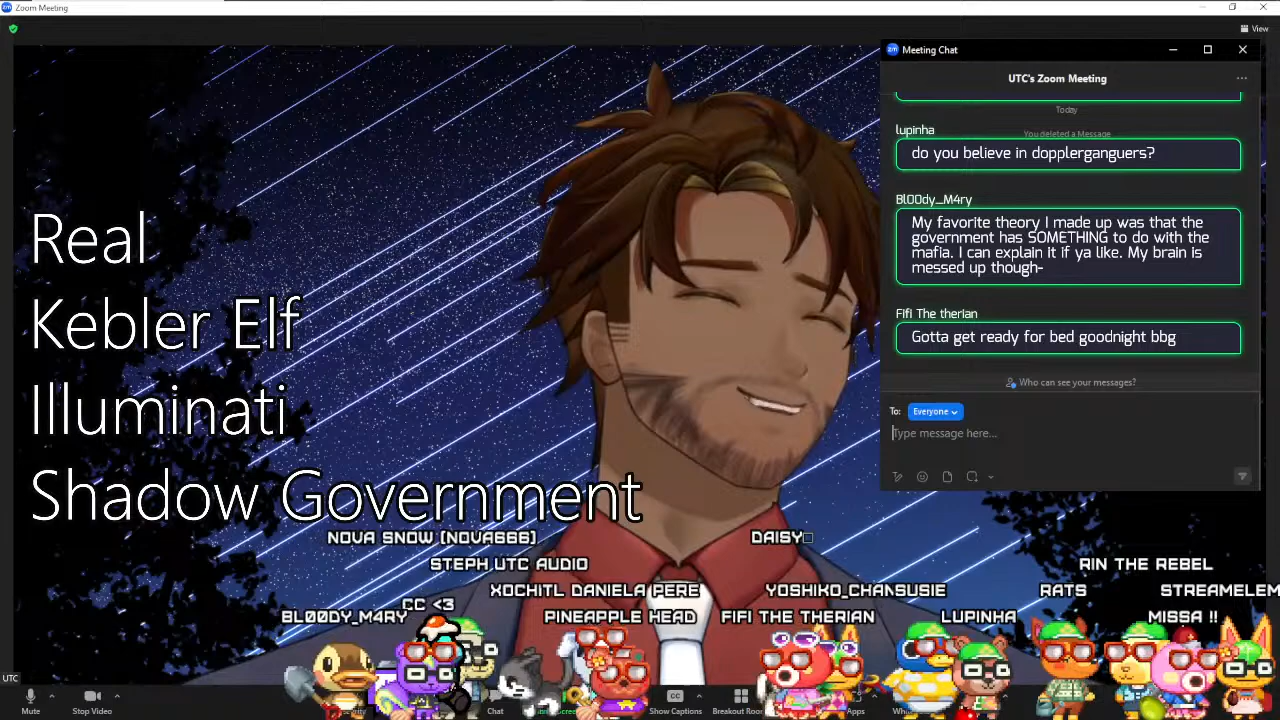 Zoom Meeting
View
Meeting Chat
UTC's Zoom Meeting
Today
You deleted a Message
lupinha
do you believe in dopplerganguers?
Bl00dy_M4ry
My favorite theory I made up was that the
government has SOMETHING to do with the
mafia. I can explain it if ya like. My brain is
messed up though-
Fifi The therian
Gotta get ready for bed goodnight bbg
Who can see your messages?
To: Everyone
Type message here...
Real
Kebler Elf
Illuminati
Shadow Government
NOVA SNOW [NOVA666]
DAISY
STEPH UTC AUDIO
RIN THE REBEL
XOCHITL DANIELA PERE
YOSHIKO_CHANSUSIE
RATS
STREAMELEM
CC <3
BL00DY_M4RY
PINEAPPLE HEAD
FIFI THE THERIAN
LUPINHA
MISSA !!
UTC
Mute
Stop Video
Chat
Show Captions
Breakout Roo
Apps